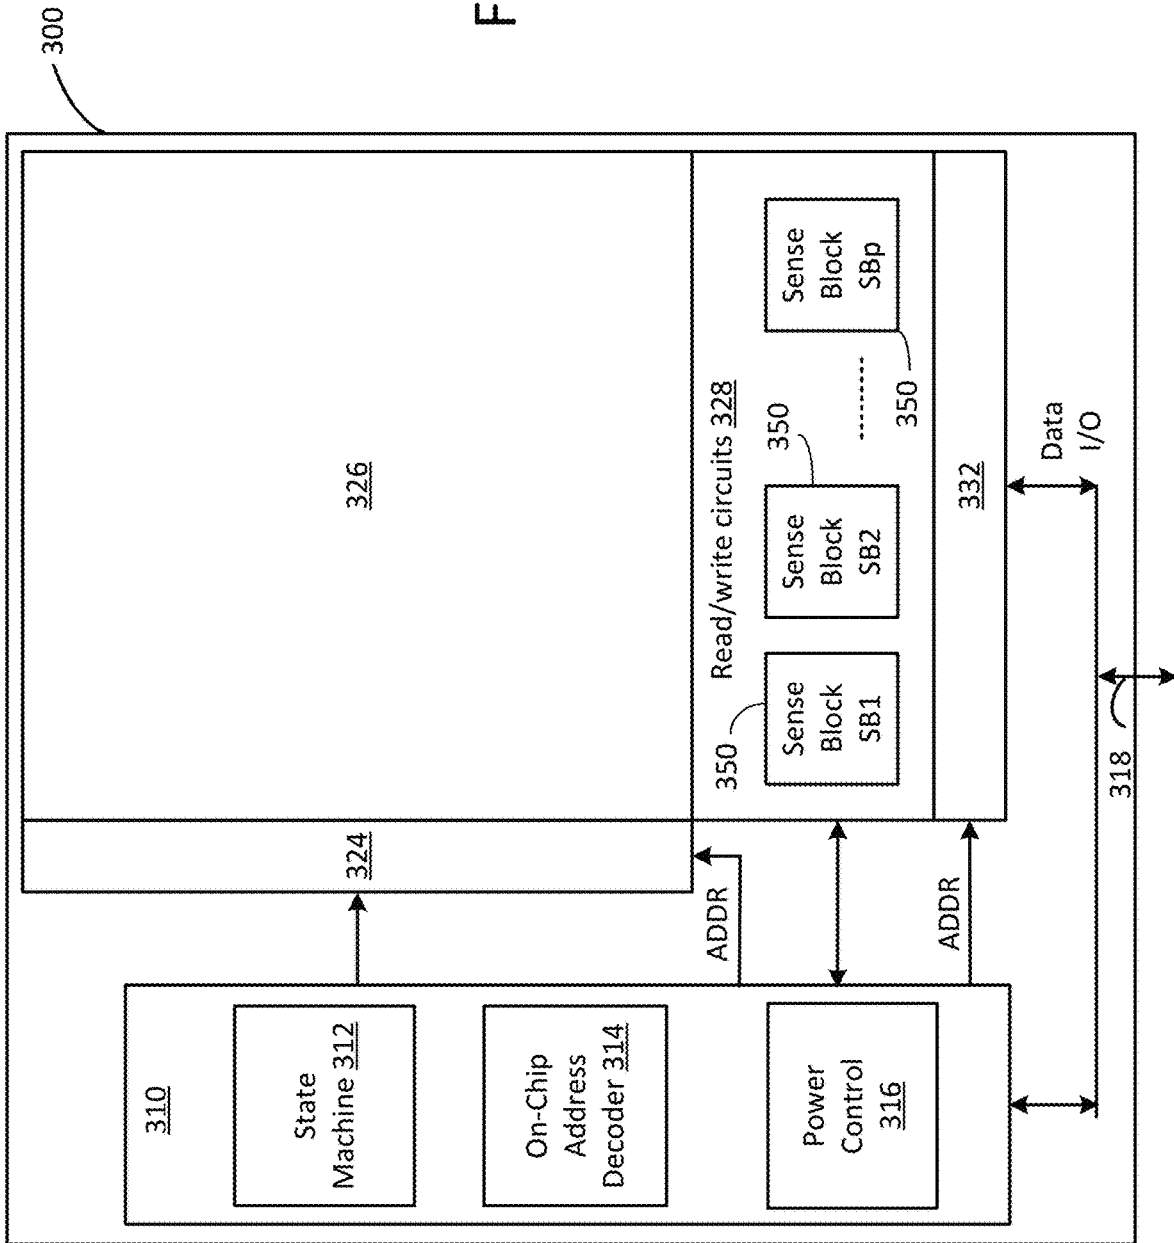 F
300
310
State
Machine 312
On-Chip
Address
Decoder 314
Power
Control
316
324
326
ADDR
ADDR
Read/write circuits 328
350
350
350
Sense
Block
SB1
Sense
Block
SB2
---------
Sense
Block
SBp
332
Data
I/O
318